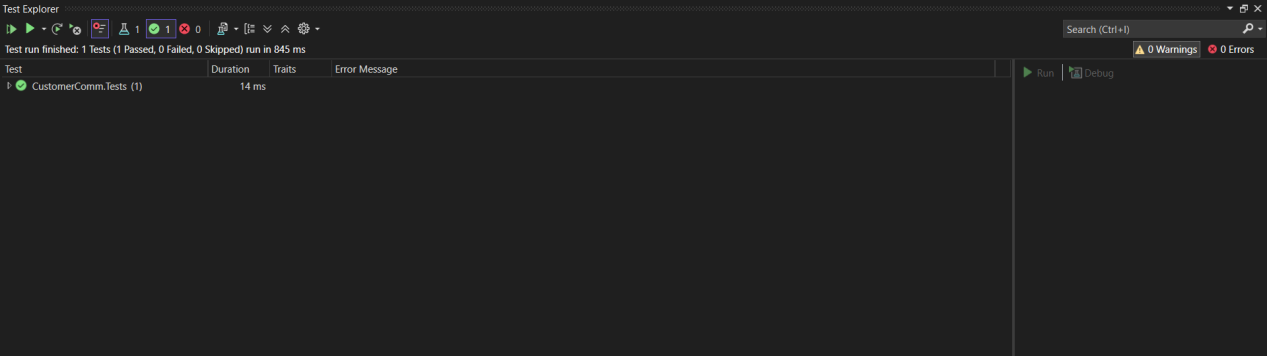 Test Explorer
1 1 0
Search (Ctrl+I)
Test run finished: 1 Tests (1 Passed, 0 Failed, 0 Skipped) run in 845 ms
0 Warnings 0 Errors
Test Duration Traits Error Message
Run Debug
CustomerComm.Tests (1) 14 ms